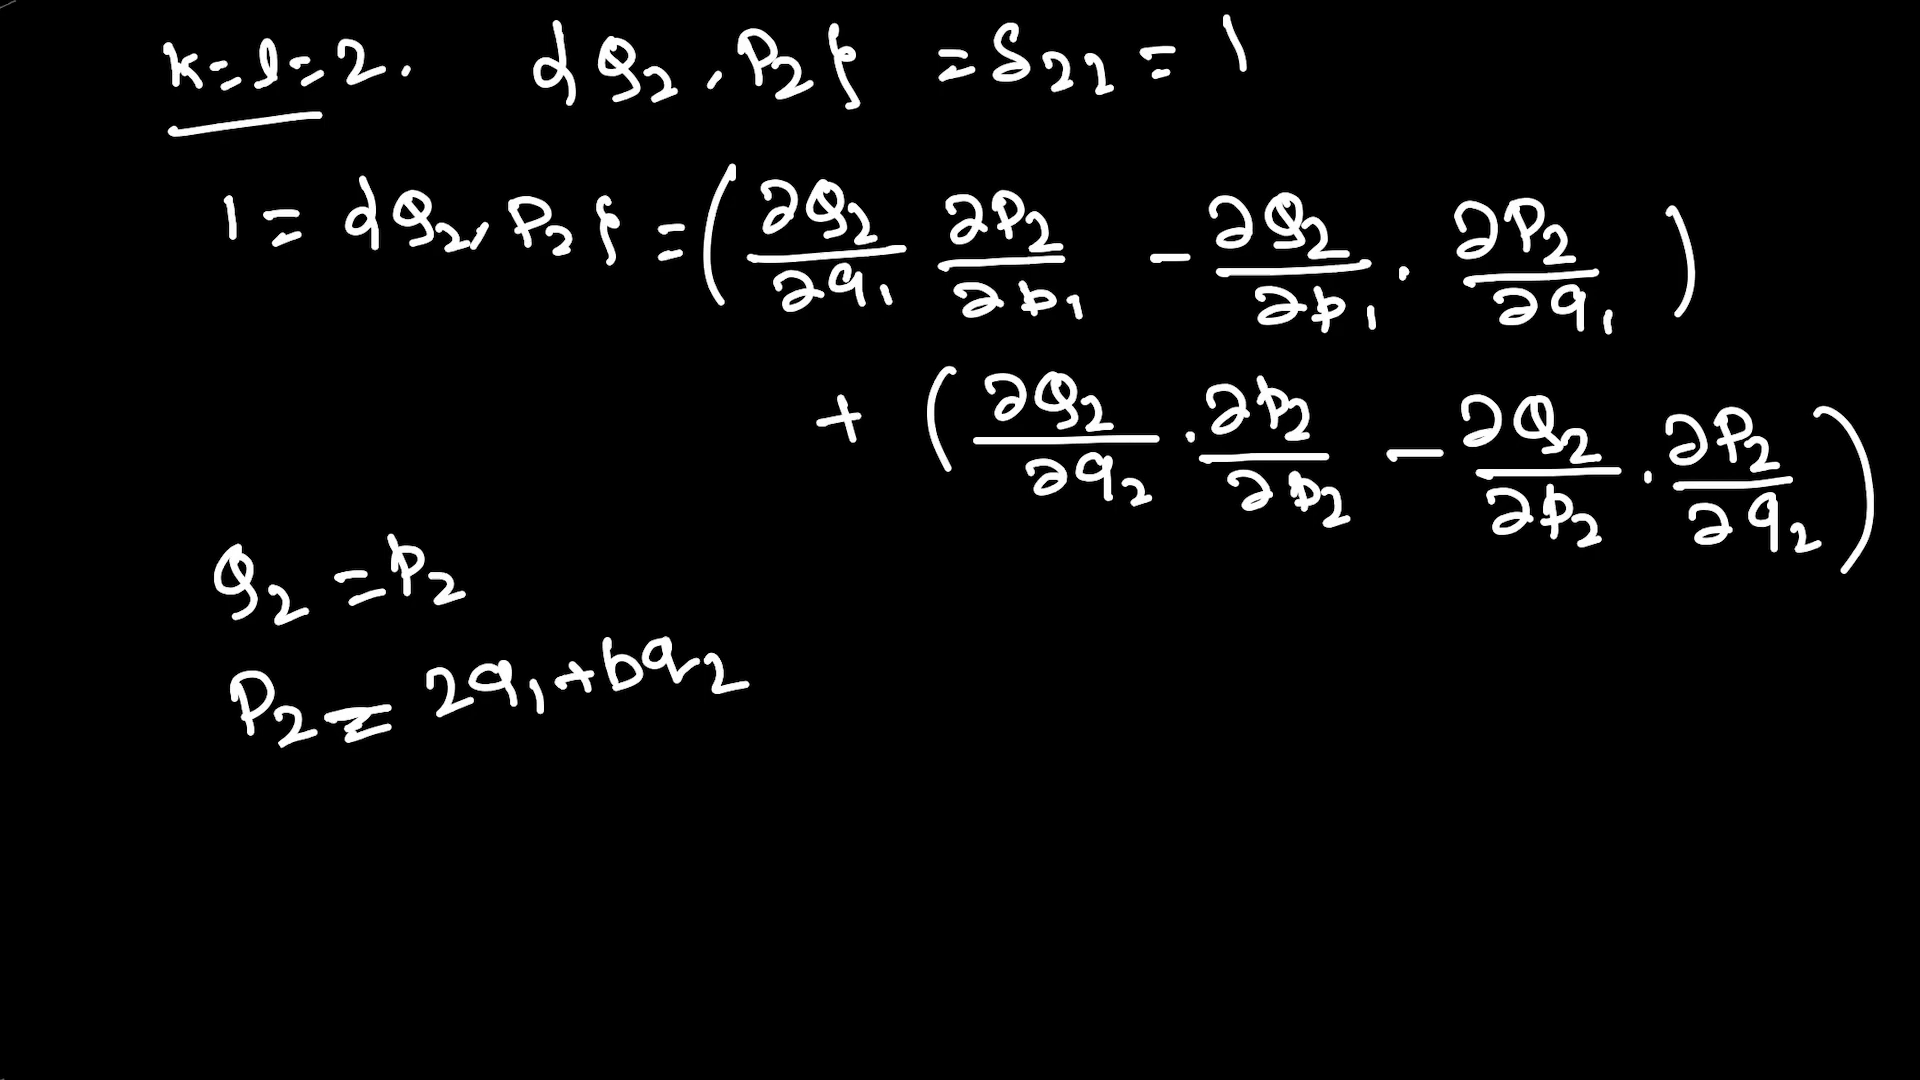 k=l=2. {Q₂, P₂} = δ₂₂ = 1
1 = {Q₂, P₂} = (∂Q₂/∂q₁ ∂P₂/∂p₁ - ∂Q₂/∂p₁ · ∂P₂/∂q₁)
+ (∂Q₂/∂q₂ · ∂P₂/∂p₂ - ∂Q₂/∂p₂ · ∂P₂/∂q₂)
Q₂ = p₂
P₂ = 2q₁+bq₂